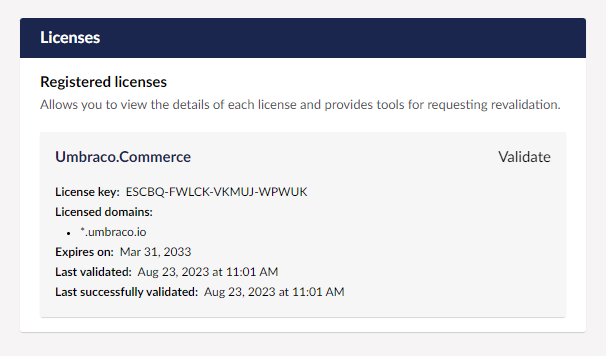 Licenses
Registered licenses
Allows you to view the details of each license and provides tools for requesting revalidation.
Umbraco.Commerce Validate
License key: ESCBQ-FWLCK-VKMUJ-WPWUK
Licensed domains:
• *.umbraco.io
Expires on: Mar 31, 2033
Last validated: Aug 23, 2023 at 11:01 AM
Last successfully validated: Aug 23, 2023 at 11:01 AM